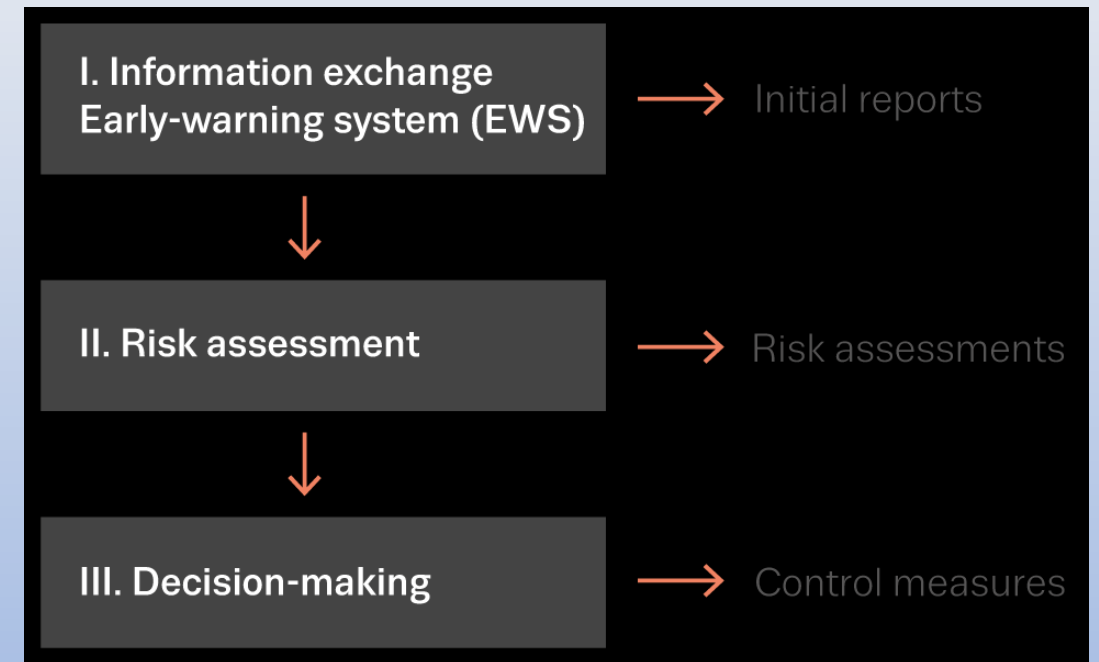 I. Information exchange
Early-warning system (EWS)
Initial reports
II. Risk assessment
Risk assessments
III. Decision-making
Control measures